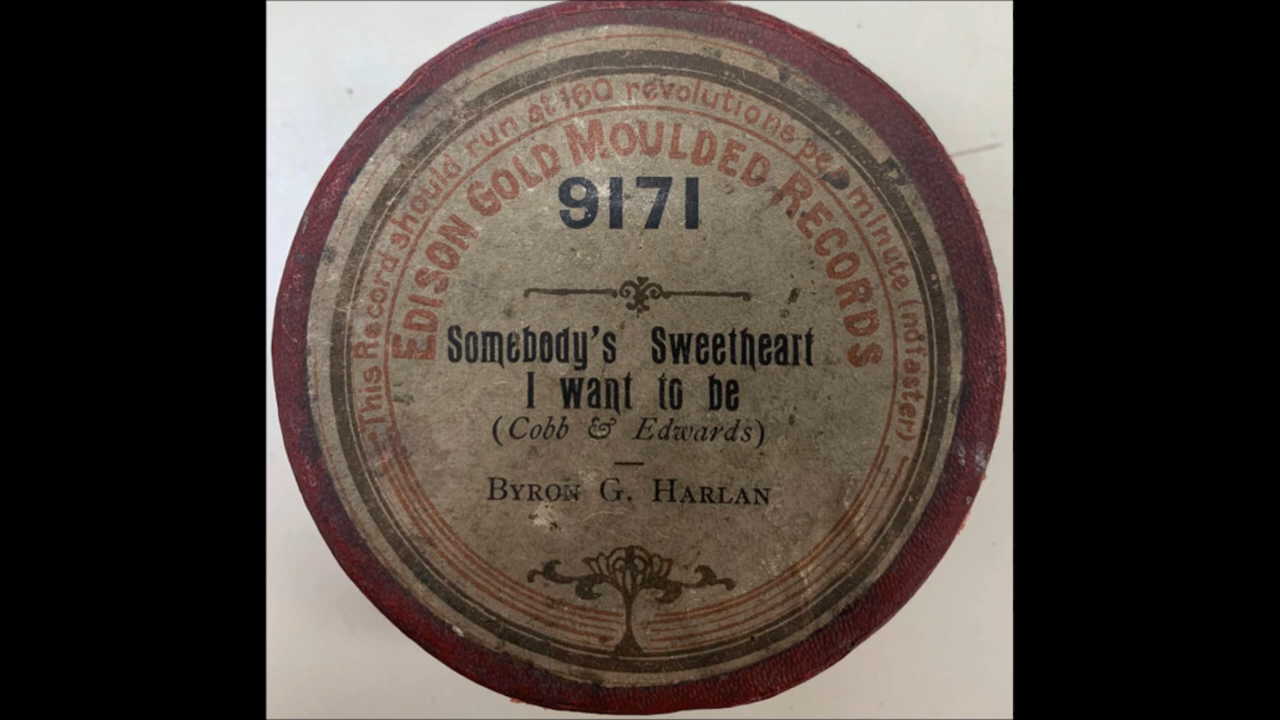 This Record should run at 160 revolutions per minute (no faster)
EDISON GOLD MOULDED RECORDS
9171
Somebody's Sweetheart
I want to be
(Cobb & Edwards)
BYRON G. HARLAN